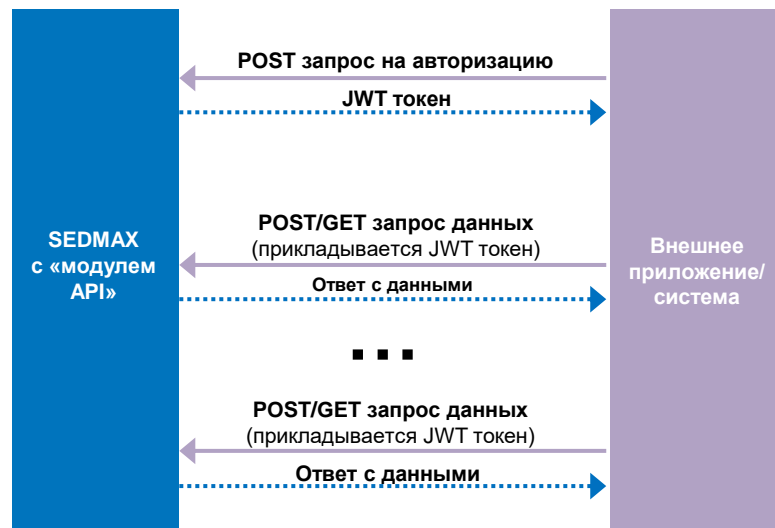 POST запрос на авторизацию
JWT токен
POST/GET запрос данных
(прикладывается JWT токен)
Ответ с данными
SEDMAX
с «модулем
API»
Внешнее
приложение/
система
...
POST/GET запрос данных
(прикладывается JWT токен)
Ответ с данными